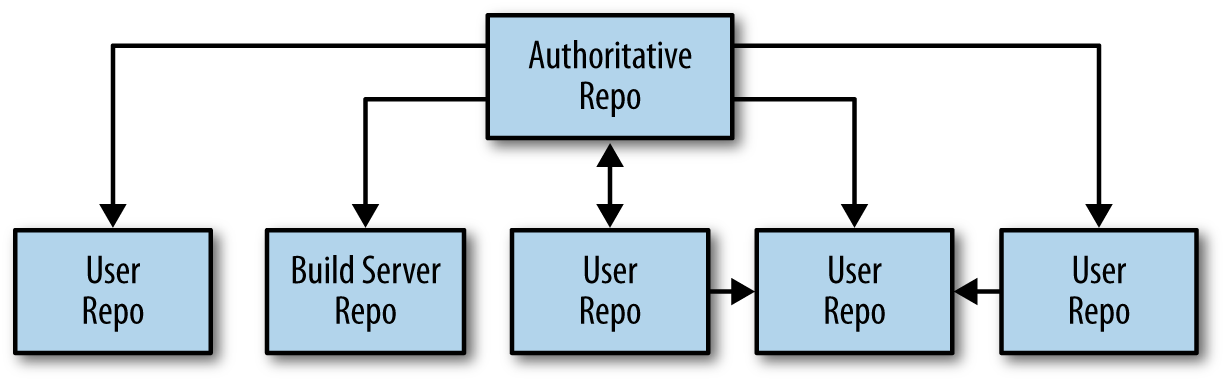 Authoritative
Repo
User
Repo
Build Server
Repo
User
Repo
User
Repo
User
Repo